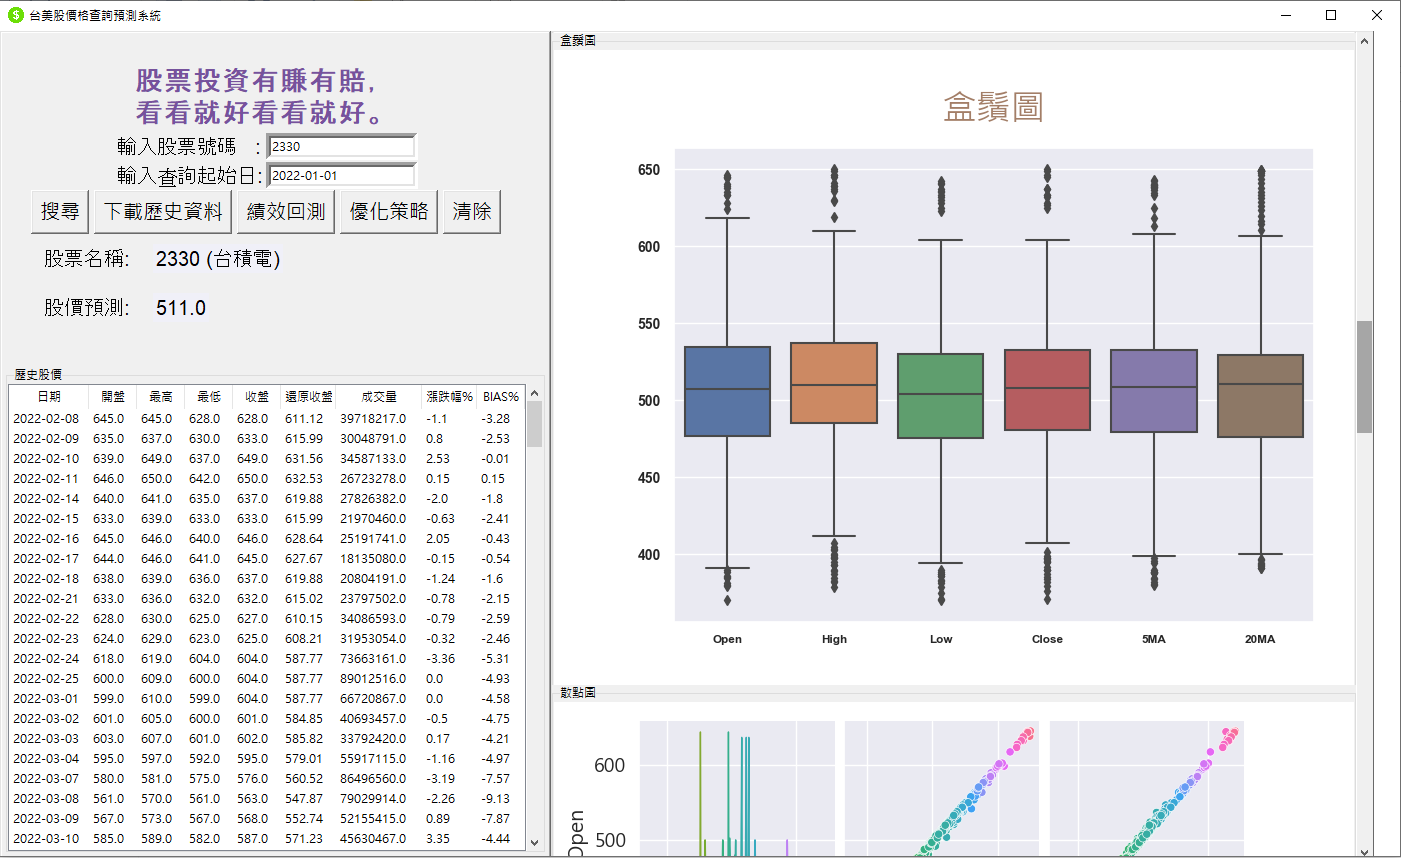 台美股價格查詢預測系統
股票投資有賺有賠,
看看就好看看就好。
輸入股票號碼 : 2330
輸入查詢起始日: 2022-01-01
搜尋 下載歷史資料 績效回測 優化策略 清除
股票名稱: 2330 (台積電)
股價預測: 511.0
歷史股價
日期 開盤 最高 最低 收盤 還原收盤 成交量 漲跌幅% BIAS%
2022-02-08 645.0 645.0 628.0 628.0 611.12 39718217.0 -1.1 -3.28
2022-02-09 635.0 637.0 630.0 633.0 615.99 30048791.0 0.8 -2.53
2022-02-10 639.0 649.0 637.0 649.0 631.56 34587133.0 2.53 -0.01
2022-02-11 646.0 650.0 642.0 650.0 632.53 26723278.0 0.15 0.15
2022-02-14 640.0 641.0 635.0 637.0 619.88 27826382.0 -2.0 -1.8
2022-02-15 633.0 639.0 633.0 633.0 615.99 21970460.0 -0.63 -2.41
2022-02-16 645.0 646.0 640.0 646.0 628.64 25191741.0 2.05 -0.43
2022-02-17 644.0 646.0 641.0 645.0 627.67 18135080.0 -0.15 -0.54
2022-02-18 638.0 639.0 636.0 637.0 619.88 20804191.0 -1.24 -1.6
2022-02-21 633.0 636.0 632.0 632.0 615.02 23797502.0 -0.78 -2.15
2022-02-22 628.0 630.0 625.0 627.0 610.15 34086593.0 -0.79 -2.59
2022-02-23 624.0 629.0 623.0 625.0 608.21 31953054.0 -0.32 -2.46
2022-02-24 618.0 619.0 604.0 604.0 587.77 73663161.0 -3.36 -5.31
2022-02-25 600.0 609.0 600.0 604.0 587.77 89012516.0 0.0 -4.93
2022-03-01 599.0 610.0 599.0 604.0 587.77 66720867.0 0.0 -4.58
2022-03-02 601.0 605.0 600.0 601.0 584.85 40693457.0 -0.5 -4.75
2022-03-03 603.0 607.0 601.0 602.0 585.82 33792420.0 0.17 -4.21
2022-03-04 595.0 597.0 592.0 595.0 579.01 55917115.0 -1.16 -4.97
2022-03-07 580.0 581.0 575.0 576.0 560.52 86496560.0 -3.19 -7.57
2022-03-08 561.0 570.0 561.0 563.0 547.87 79029914.0 -2.26 -9.13
2022-03-09 567.0 573.0 567.0 568.0 552.74 52155415.0 0.89 -7.87
2022-03-10 585.0 589.0 582.0 587.0 571.23 45630467.0 3.35 -4.44
盒鬚圖
盒鬚圖
650
600
550
500
450
400
Open High Low Close 5MA 20MA
散點圖
600
500
Open